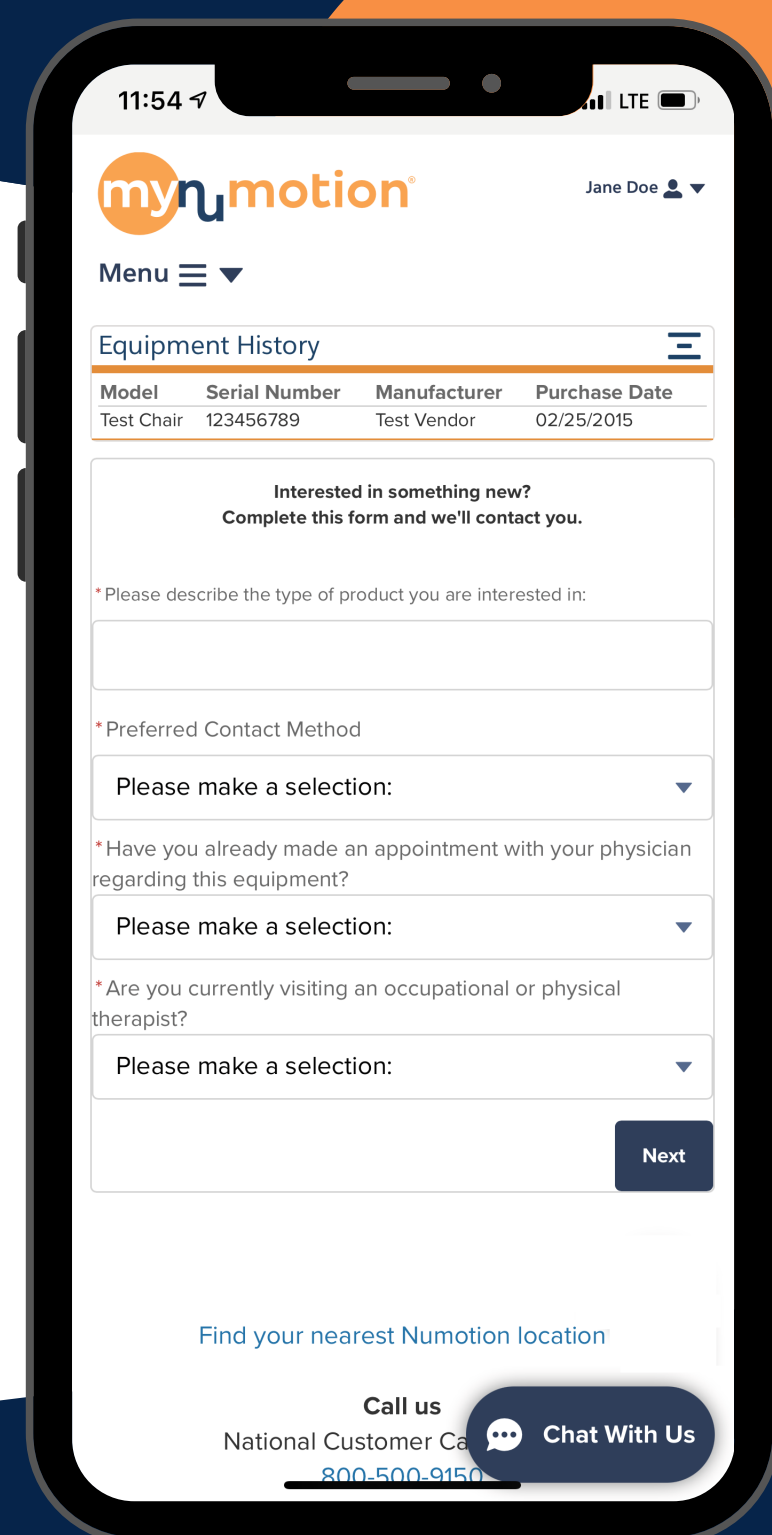 11:54 LTE
mynumotion®
Jane Doe
Menu
Equipment History
Model Serial Number Manufacturer Purchase Date
Test Chair 123456789 Test Vendor 02/25/2015
Interested in something new?
Complete this form and we'll contact you.
*Please describe the type of product you are interested in:
*Preferred Contact Method
Please make a selection:
*Have you already made an appointment with your physician
regarding this equipment?
Please make a selection:
*Are you currently visiting an occupational or physical
therapist?
Please make a selection:
Next
Find your nearest Numotion location
Call us
National Customer
Chat With Us
800-500-9150